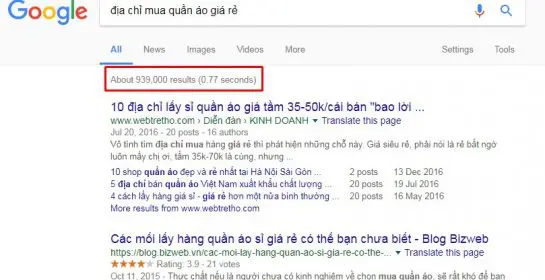 Google
địa chỉ mua quần áo giá rẻ
All News Images Videos More Settings Tools
About 939,000 results (0.77 seconds)
10 địa chỉ lấy sỉ quần áo giá tầm 35-50k/cái bán "bao lời ...
www.webtretho.com › Diễn đàn › KINH DOANH ▼ Translate this page
Jul 20, 2016 - 20 posts - 16 authors
Vô tình tìm địa chỉ mua hàng giá rẻ thì phát hiện những chỗ này. Giá siêu rẻ, phải nói là rẻ bất ngờ
luôn mấy chị ơi, tầm 35k-70k là cùng, nhưng ...
10 shop quần áo đẹp và rẻ nhất tại Hà Nội Sài Gòn ... 2 posts 13 Dec 2016
5 địa chỉ bán quần áo Việt Nam xuất khẩu chất lượng ... 20 posts 19 Jul 2016
4 cách lấy hàng giá sỉ - giá rẻ hơn một nửa bình thường ... 20 posts 16 May 2016
More results from www.webtretho.com
Các mối lấy hàng quần áo sỉ giá rẻ có thể bạn chưa biết - Blog Bizweb
https://blog.bizweb.vn/cac-moi-lay-hang-quan-ao-si-gia-re-co-the-... ▼ Translate this page
Rating: 3.9 - 21 votes
Oct 11, 2015 - Thực chất nếu là người chưa có kinh nghiệm về chọn mua quần áo, sẽ rất khó để bạn